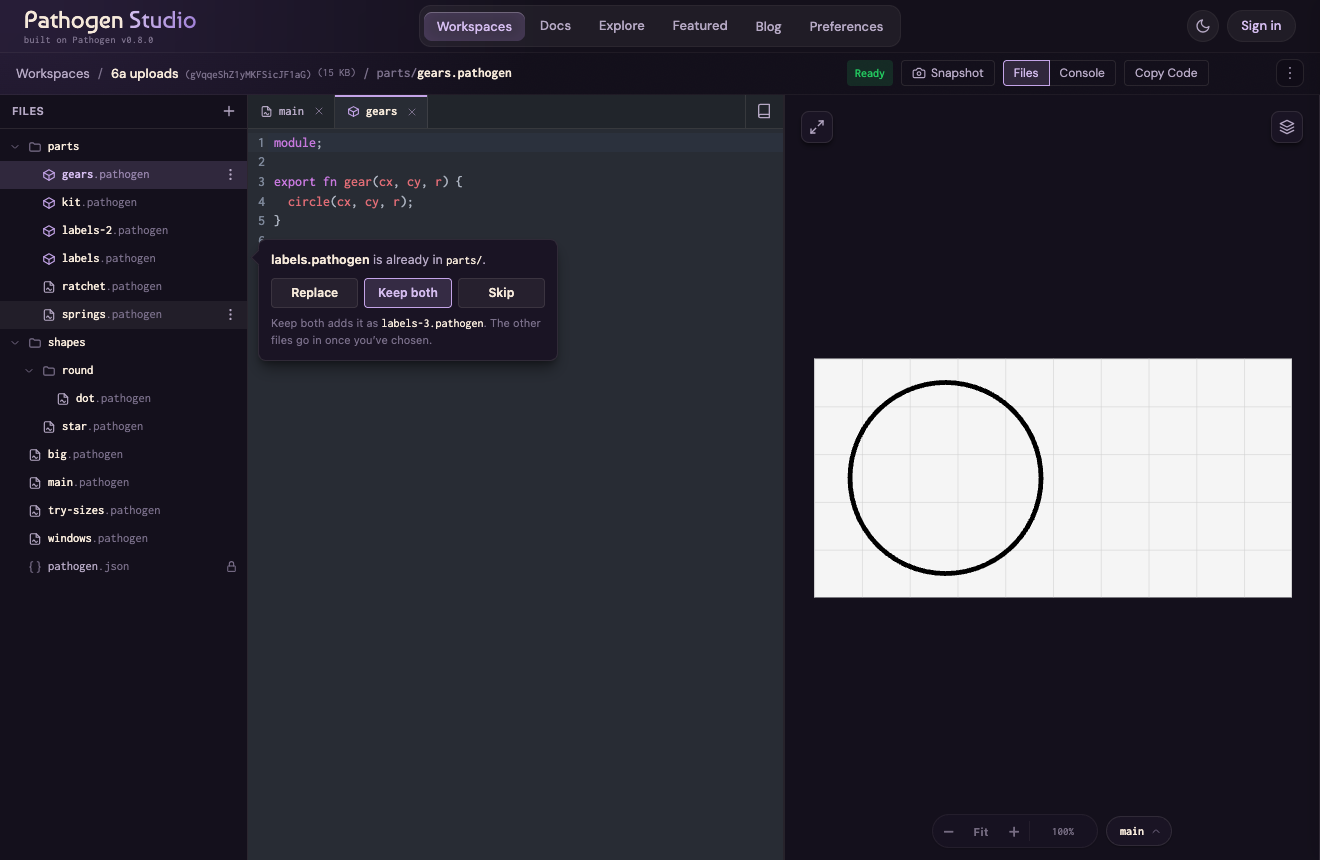 Pathogen Studio
built on Pathogen v0.8.0
Workspaces Docs Explore Featured Blog Preferences
Sign in
Workspaces / 6a uploads (gVqqeShZ1yMKFSicJF1aG) (15 KB) / parts/gears.pathogen
Ready Snapshot Files Console Copy Code
FILES
main
gears
parts
gears.pathogen
kit.pathogen
labels-2.pathogen
labels.pathogen
ratchet.pathogen
springs.pathogen
shapes
round
dot.pathogen
star.pathogen
big.pathogen
main.pathogen
try-sizes.pathogen
windows.pathogen
{} pathogen.json
1 module;
2
3 export fn gear(cx, cy, r) {
4 circle(cx, cy, r);
5 }
labels.pathogen is already in parts/.
Replace Keep both Skip
Keep both adds it as labels-3.pathogen. The other
files go in once you’ve chosen.
Fit 100% main